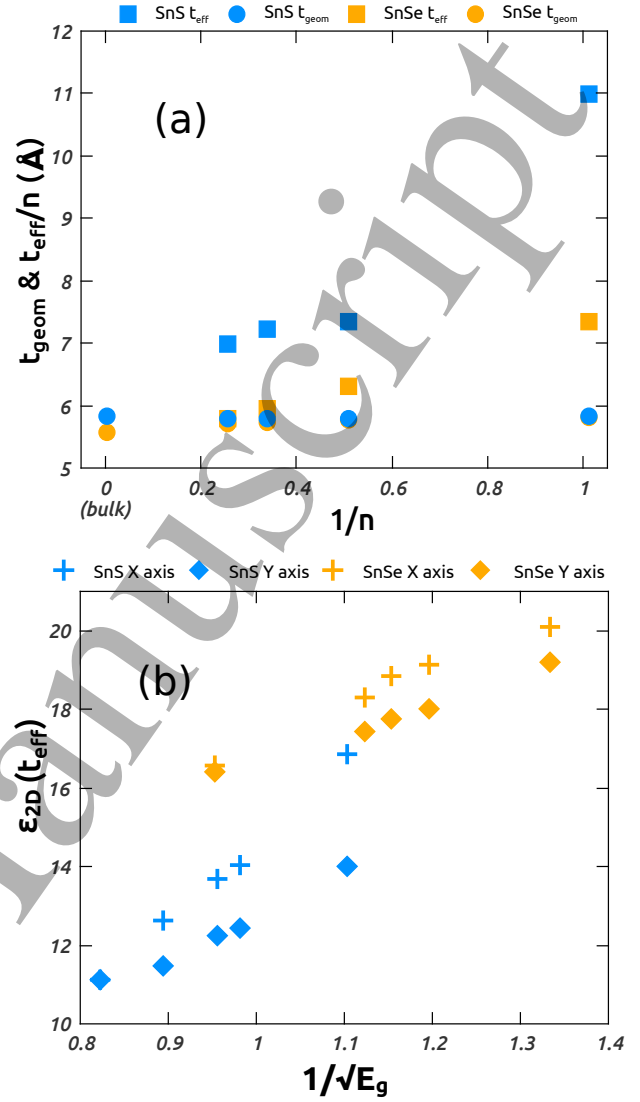 SnS t_eff SnS t_geom SnSe t_eff SnSe t_geom
12
11
10
9
8
7
6
5
t_geom & t_eff/n (Å)
(a)
0 0.2 0.4 0.6 0.8 1
(bulk)
1/n
SnS X axis SnS Y axis SnSe X axis SnSe Y axis
20
18
16
14
12
10
ε_2D (t_eff)
(b)
0.8 0.9 1 1.1 1.2 1.3 1.4
1/√E_g
anuscript